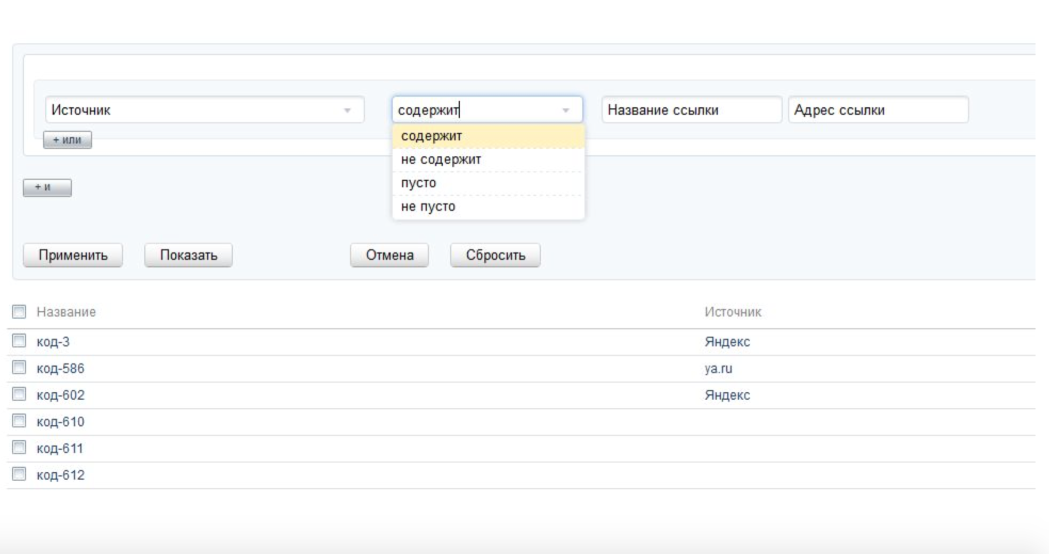 Источник содержит Название ссылки Адрес ссылки
+ или
содержит
не содержит
пусто
не пусто
+ и
Применить Показать Отмена Сбросить
Название Источник
код-3 Яндекс
код-586 ya.ru
код-602 Яндекс
код-610
код-611
код-612